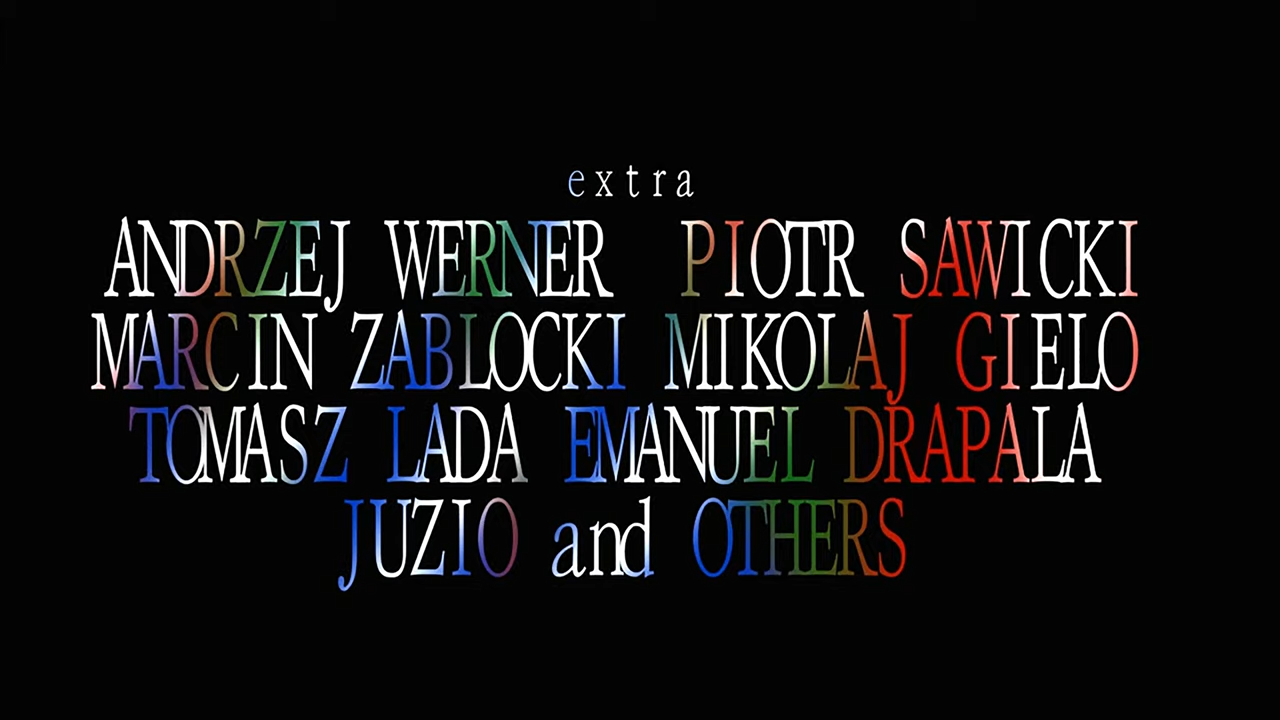 extra
ANDRZEJ WERNER PIOTR SAWICKI
MARCIN ZABLOCKI MIKOLAJ GIELO
TOMASZ LADA EMANUEL DRAPALA
JUZIO and OTHERS